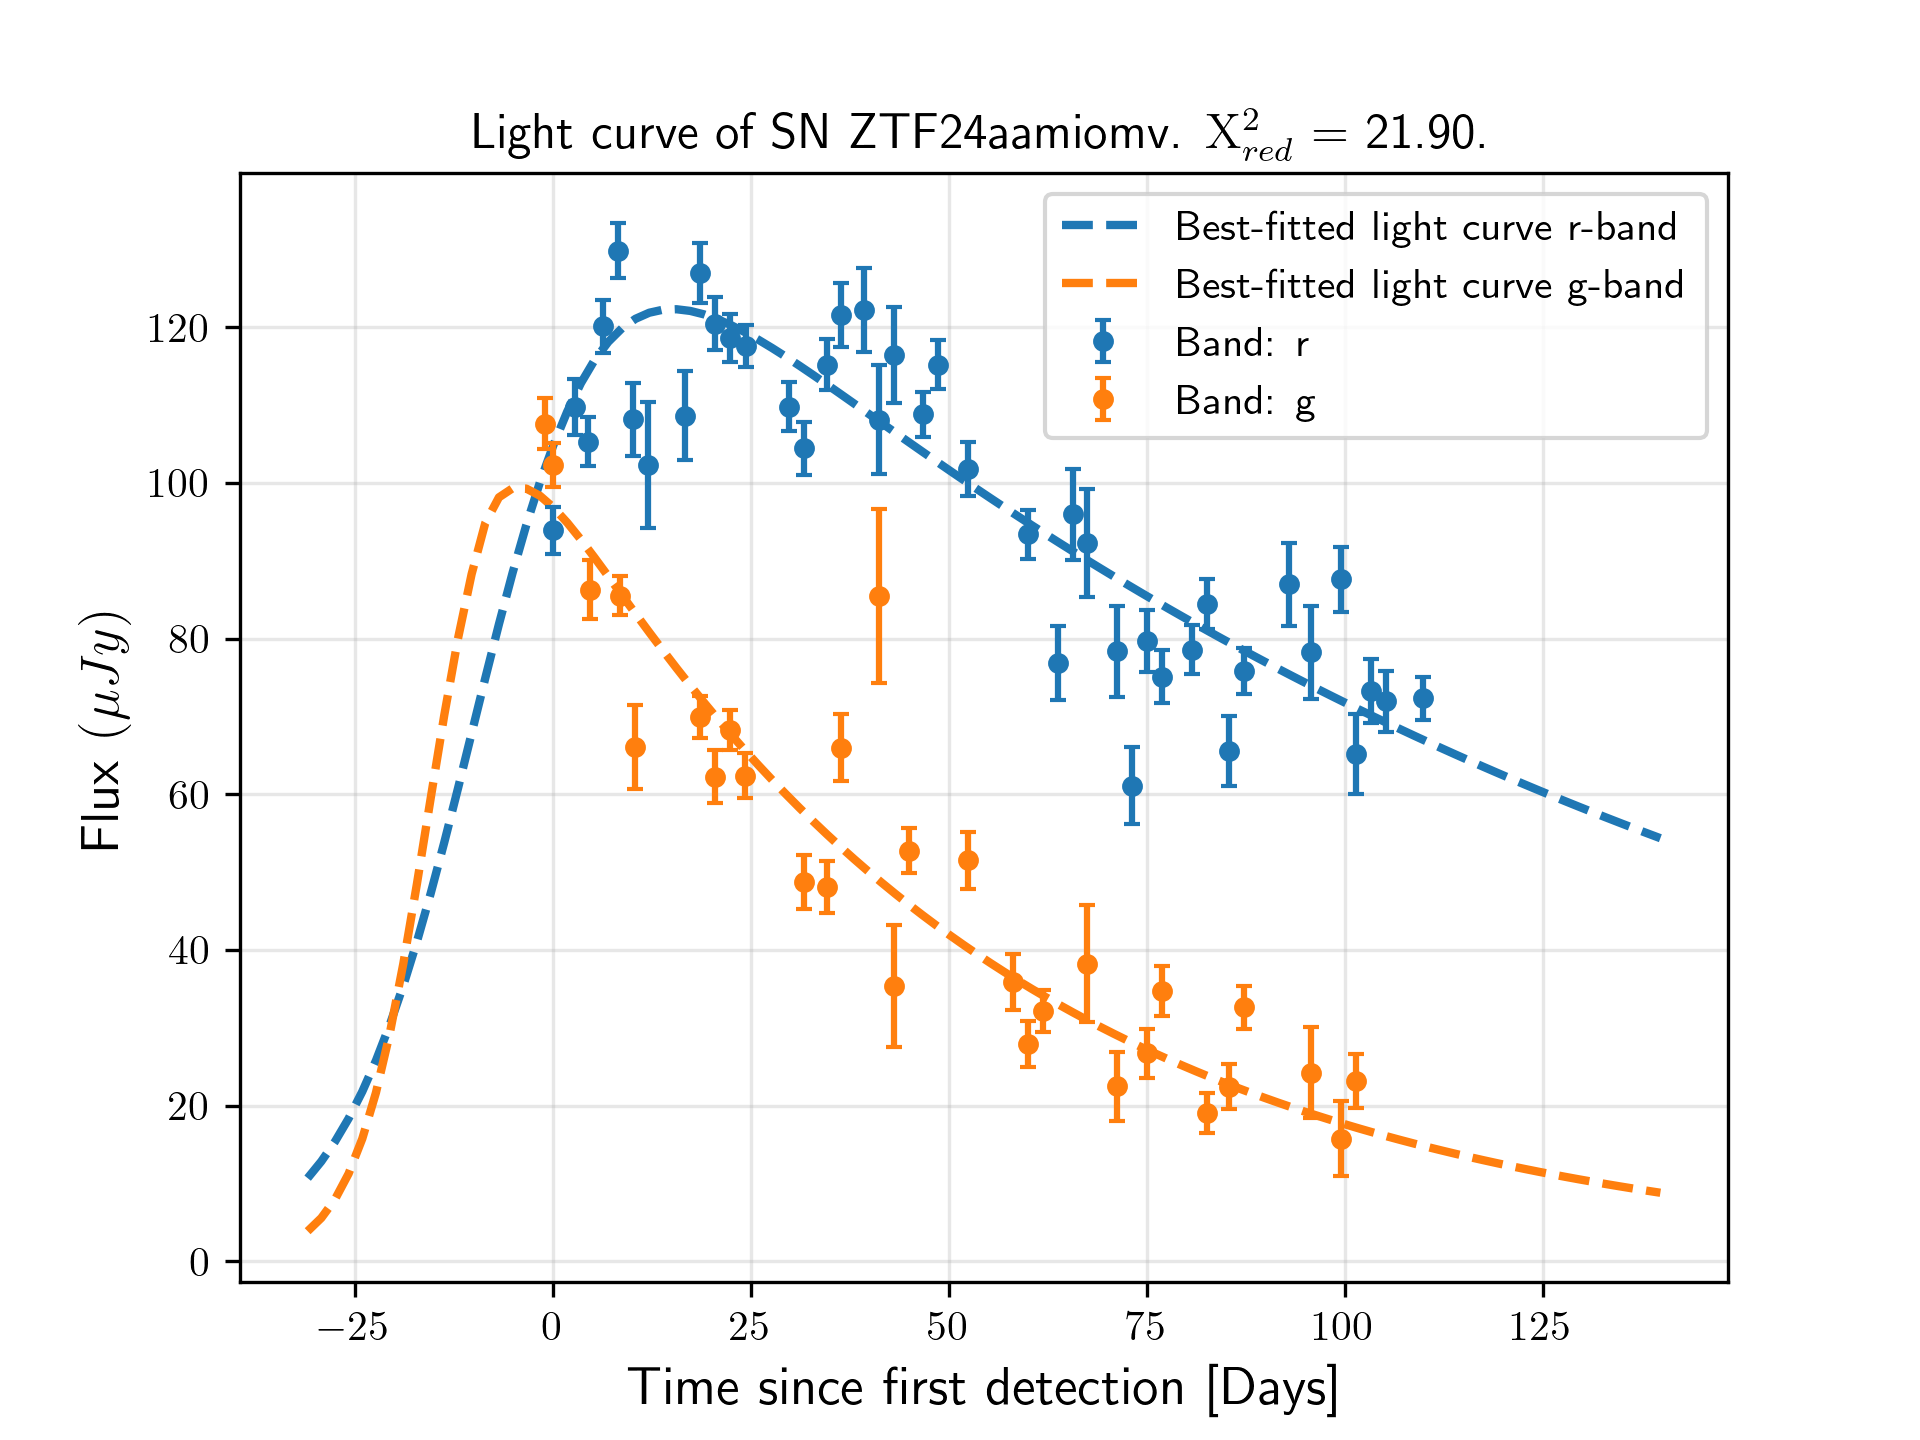 Light curve of SN ZTF24aamiomv. X²_red = 21.90.
Best-fitted light curve r-band
Best-fitted light curve g-band
Band: r
Band: g
120
100
80
60
40
20
0
Flux (μJy)
−25 0 25 50 75 100 125
Time since first detection [Days]